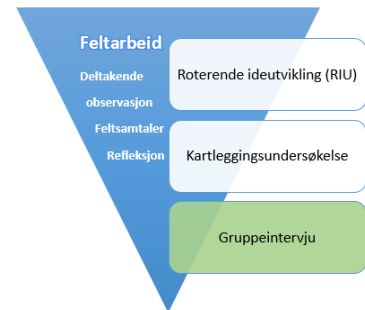 Feltarbeid
Deltakende
observasjon
Feltsamtaler
Refleksjon
Roterende ideutvikling (RIU)
Kartleggingsundersøkelse
Gruppeintervju